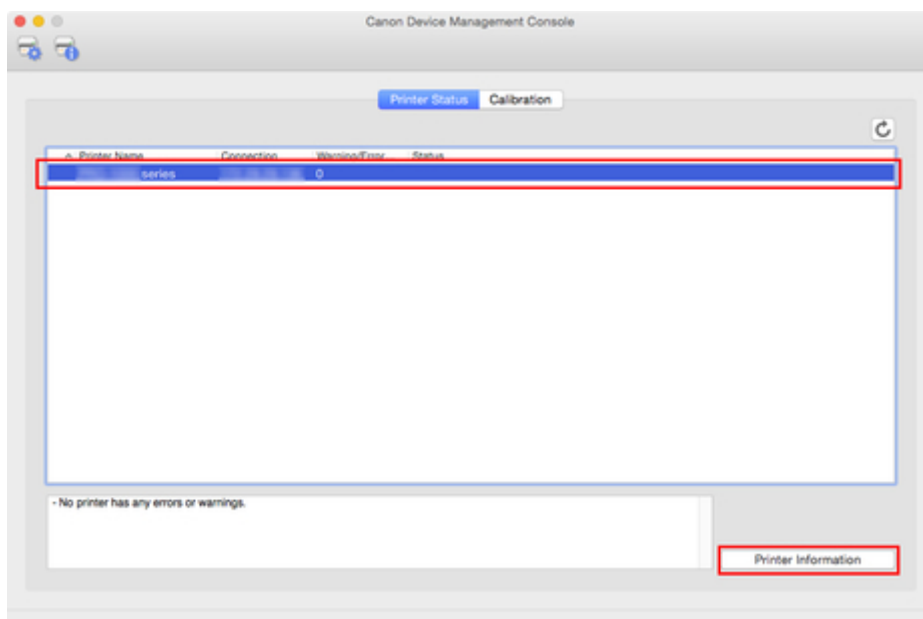 Canon Device Management Console
Printer Status Calibration
Printer Name Connection Warning/Error... Status
series 0
- No printer has any errors or warnings.
Printer Information